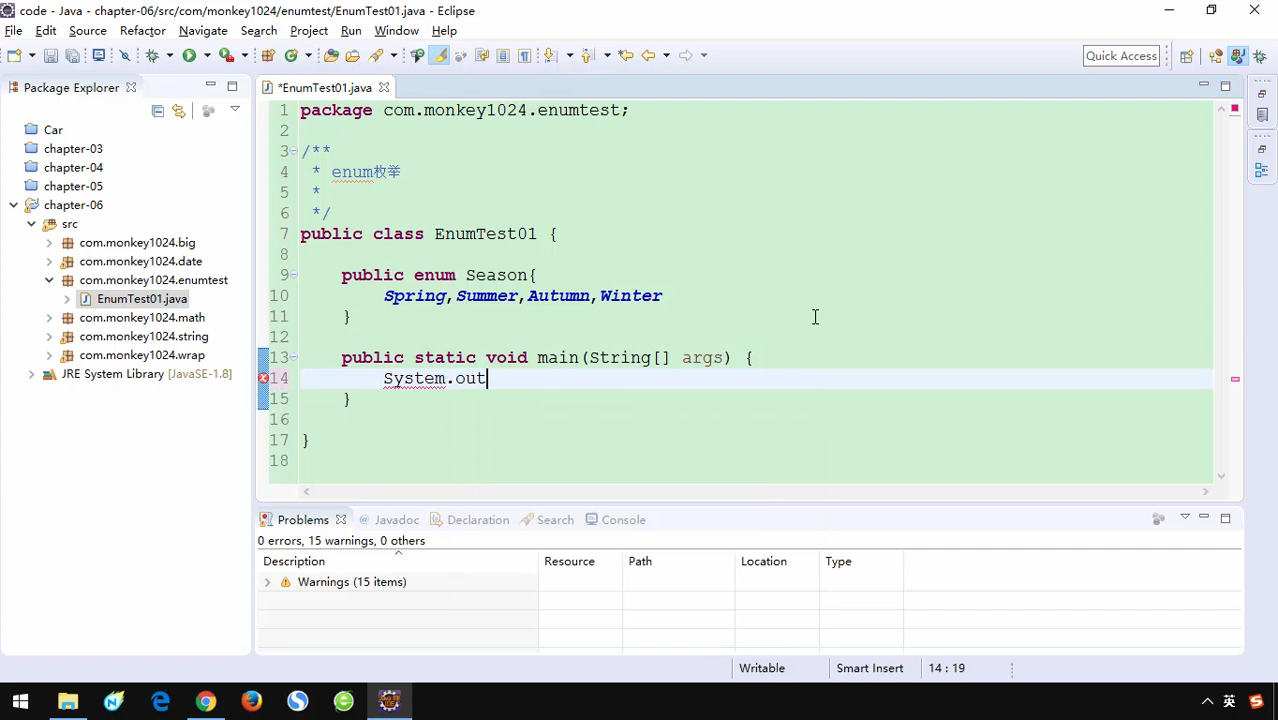 code - Java - chapter-06/src/com/monkey1024/enumtest/EnumTest01.java - Eclipse
File Edit Source Refactor Navigate Search Project Run Window Help
Quick Access
Package Explorer
*EnumTest01.java
Car
chapter-03
chapter-04
chapter-05
chapter-06
src
com.monkey1024.big
com.monkey1024.date
com.monkey1024.enumtest
EnumTest01.java
com.monkey1024.math
com.monkey1024.string
com.monkey1024.wrap
JRE System Library [JavaSE-1.8]
1 package com.monkey1024.enumtest;
2
3 /**
4 * enum枚举
5 *
6 */
7 public class EnumTest01 {
8
9 public enum Season{
10 Spring,Summer,Autumn,Winter
11 }
12
13 public static void main(String[] args) {
14 System.out
15 }
16
17 }
18
Problems @ Javadoc Declaration Search Console
0 errors, 15 warnings, 0 others
Description Resource Path Location Type
Warnings (15 items)
Writable Smart Insert 14 : 19
英